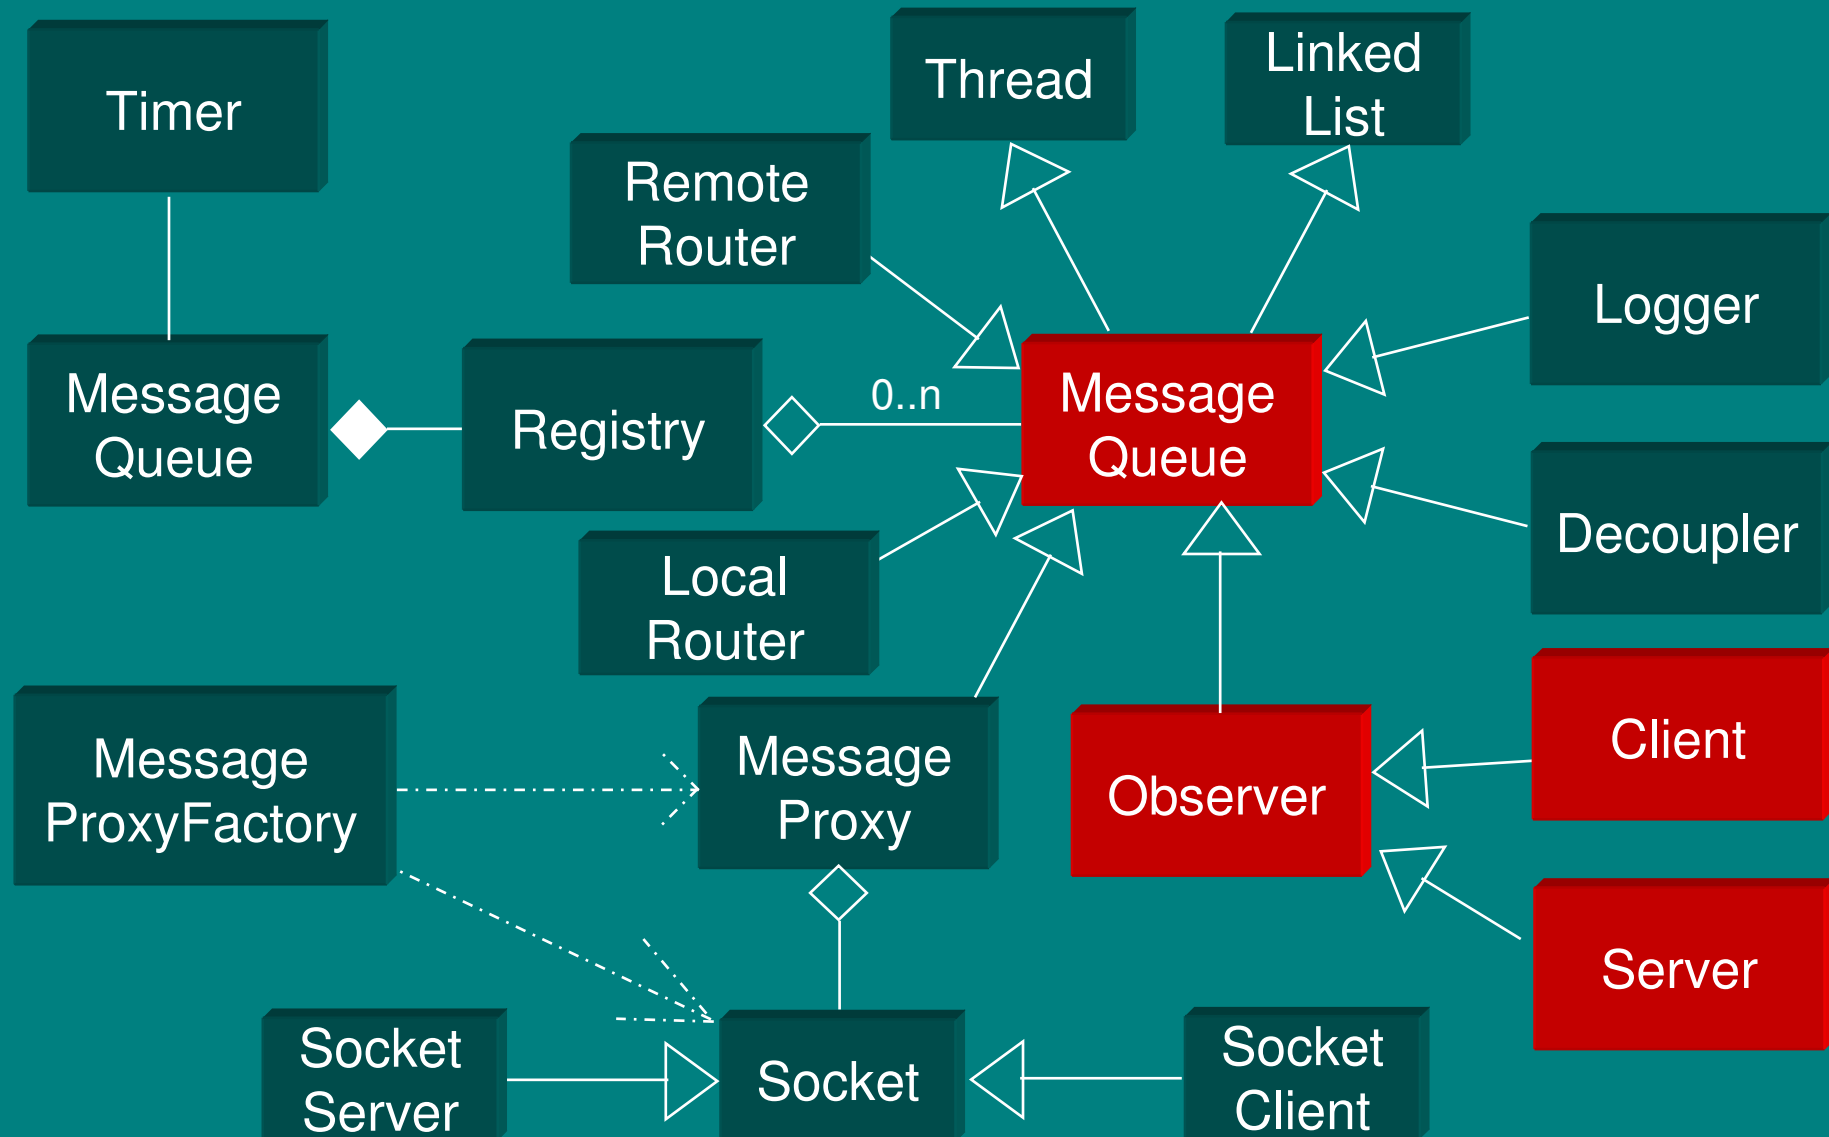 Timer
Thread
Linked
List
Remote
Router
Logger
Message
Queue
Registry
0..n
Message
Queue
Decoupler
Local
Router
Message
ProxyFactory
Message
Proxy
Observer
Client
Server
Socket
Server
Socket
Socket
Client